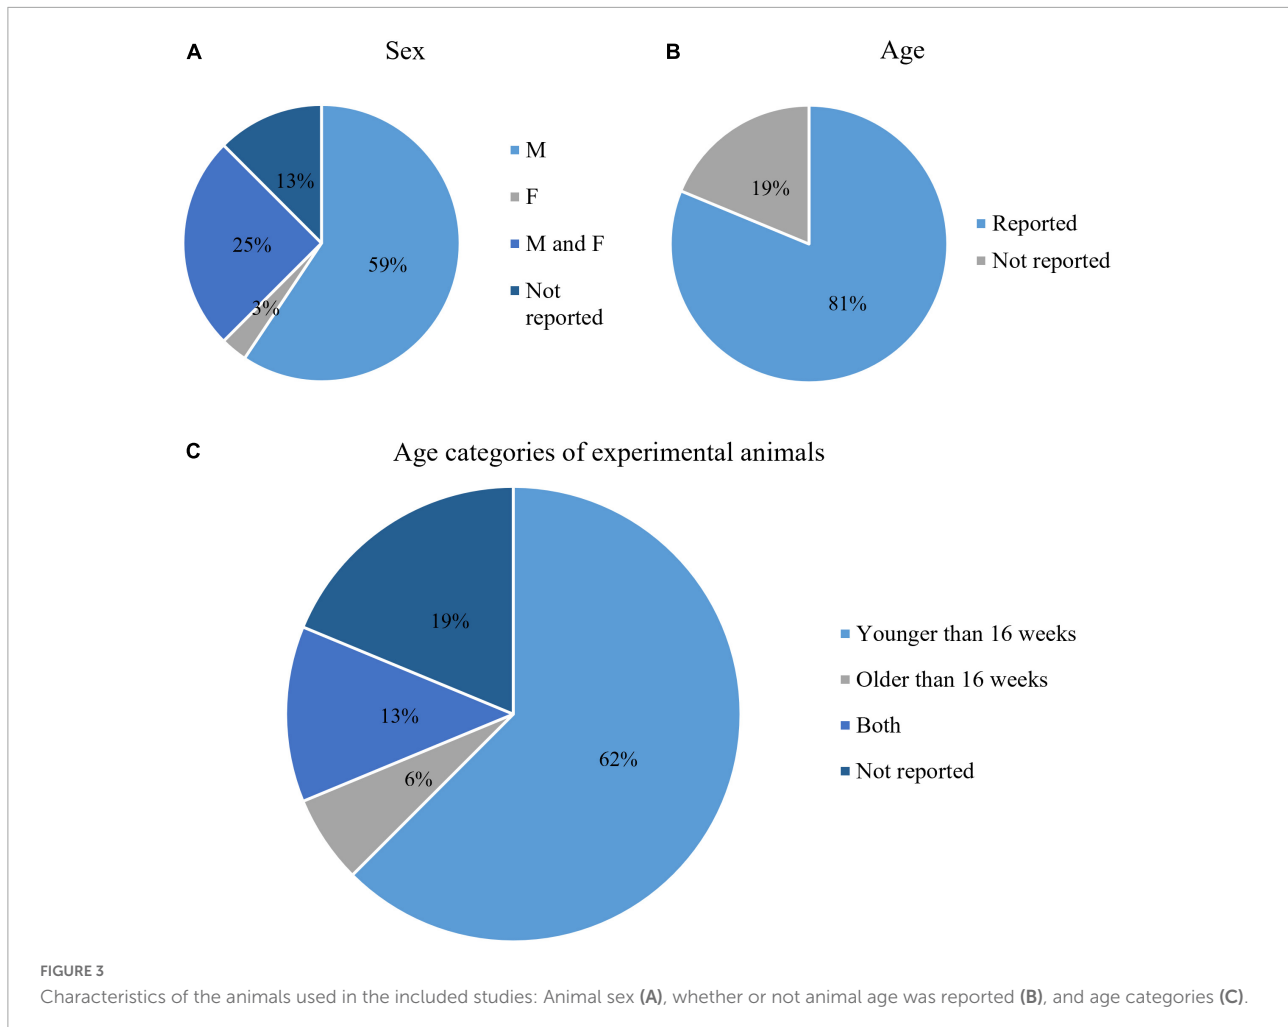 A
Sex
13%
25%
59%
3%
M
F
M and F
Not
reported
B
Age
19%
81%
Reported
Not reported
C
Age categories of experimental animals
19%
13%
6%
62%
Younger than 16 weeks
Older than 16 weeks
Both
Not reported
FIGURE 3
Characteristics of the animals used in the included studies: Animal sex (A), whether or not animal age was reported (B), and age categories (C).